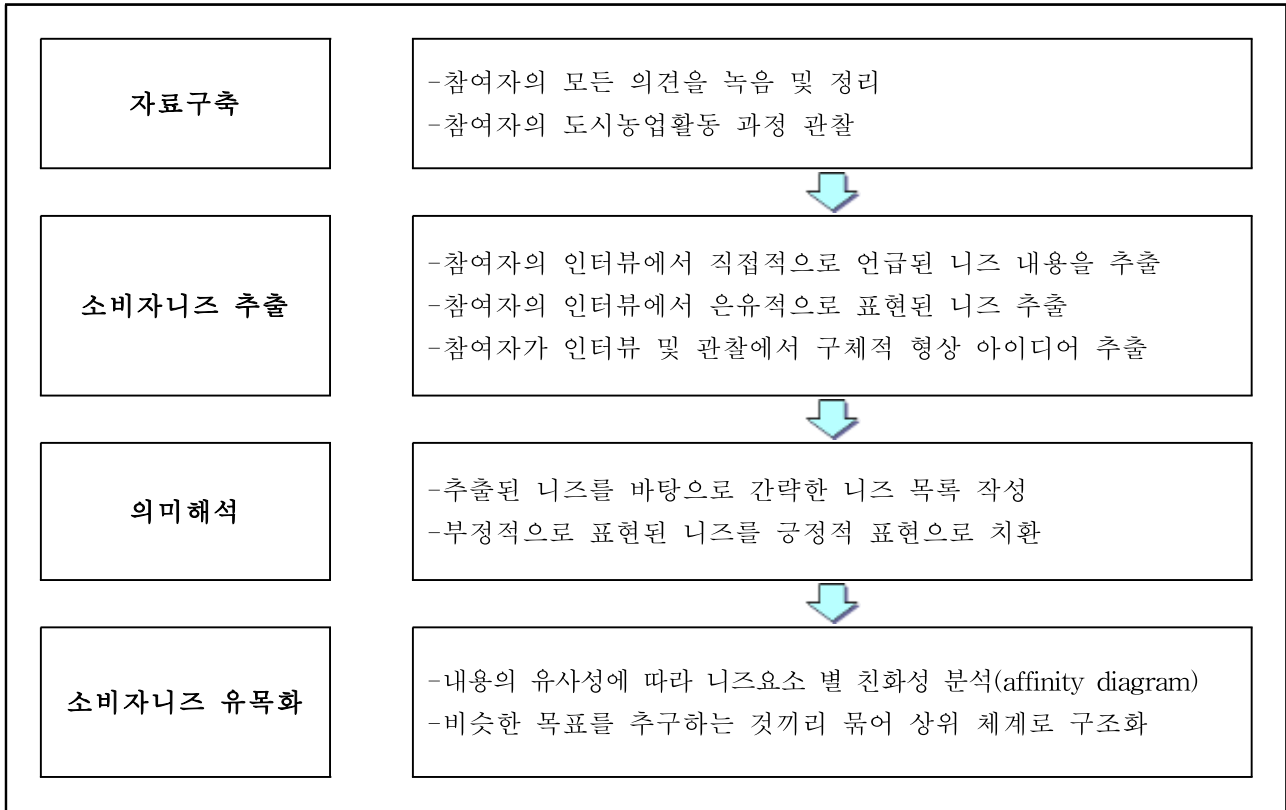 자료구축
-참여자의 모든 의견을 녹음 및 정리
-참여자의 도시농업활동 과정 관찰
소비자니즈 추출
-참여자의 인터뷰에서 직접적으로 언급된 니즈 내용을 추출
-참여자의 인터뷰에서 은유적으로 표현된 니즈 추출
-참여자가 인터뷰 및 관찰에서 구체적 형상 아이디어 추출
의미해석
-추출된 니즈를 바탕으로 간략한 니즈 목록 작성
-부정적으로 표현된 니즈를 긍정적 표현으로 치환
소비자니즈 유목화
-내용의 유사성에 따라 니즈요소 별 친화성 분석(affinity diagram)
-비슷한 목표를 추구하는 것끼리 묶어 상위 체계로 구조화